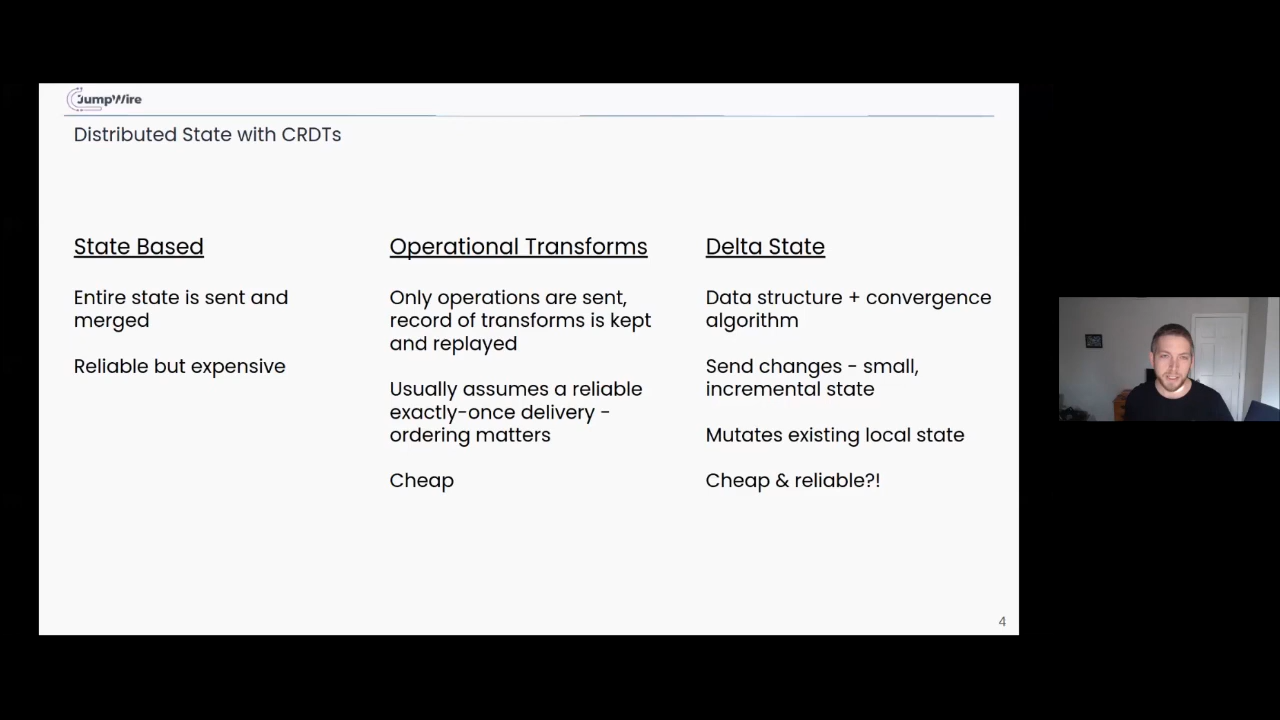 JumpWire
Distributed State with CRDTs
State Based
Entire state is sent and
merged
Reliable but expensive
Operational Transforms
Only operations are sent,
record of transforms is kept
and replayed
Usually assumes a reliable
exactly-once delivery -
ordering matters
Cheap
Delta State
Data structure + convergence
algorithm
Send changes - small,
incremental state
Mutates existing local state
Cheap & reliable?!
4